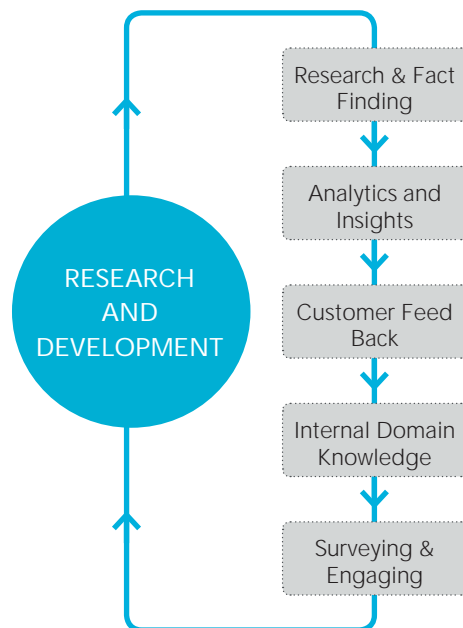 RESEARCH
AND
DEVELOPMENT
Research & Fact
Finding
Analytics and
Insights
Customer Feed
Back
Internal Domain
Knowledge
Surveying &
Engaging